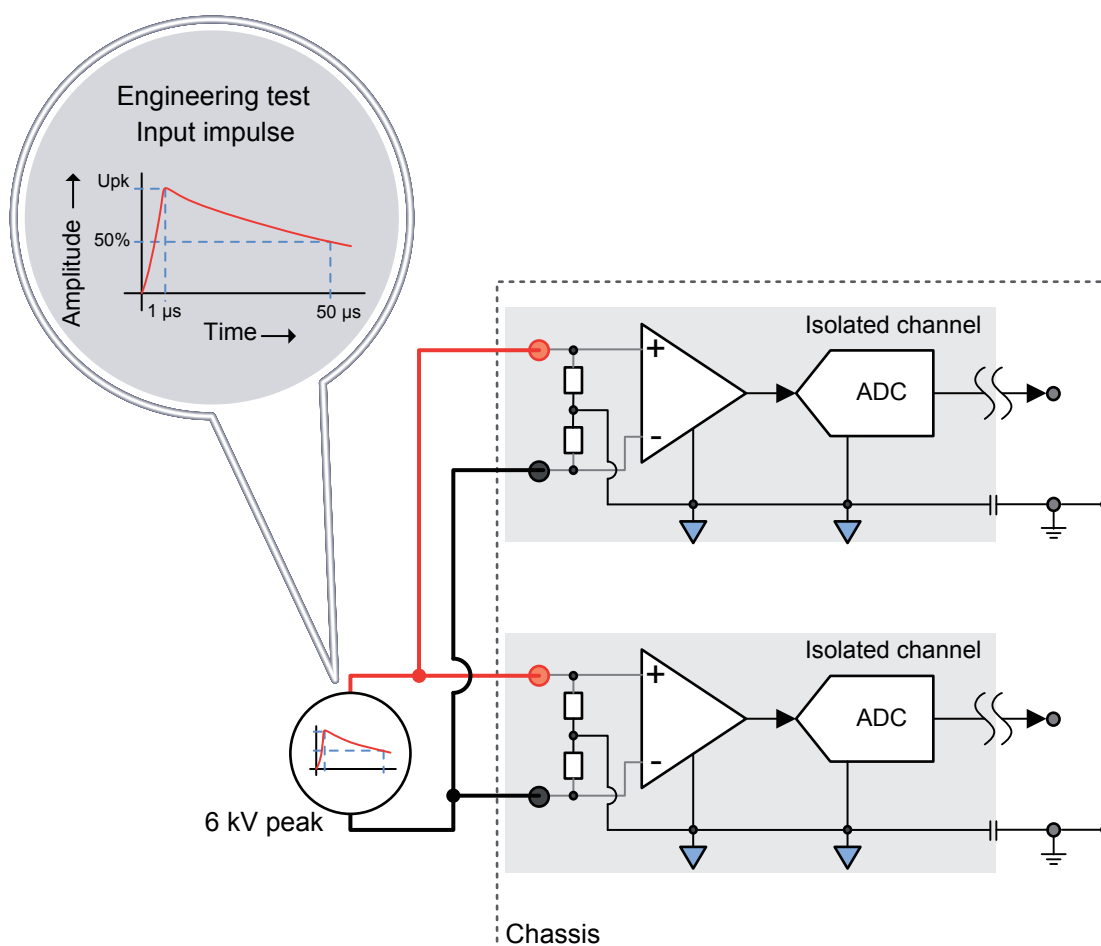 Engineering test
Input impulse
Upk
50%
Amplitude
1 µs
50 µs
Time
Isolated channel
+
-
ADC
Isolated channel
+
-
ADC
6 kV peak
Chassis